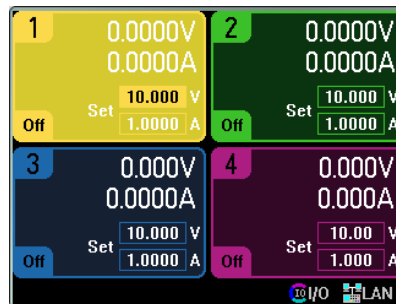 1 0.0000V
0.0000A
Set 10.000 V
Off 1.0000 A
2 0.0000V
0.0000A
Set 10.000 V
Off 1.0000 A
3 0.000V
0.0000A
Set 10.000 V
Off 1.0000 A
4 0.00V
0.000A
Set 10.00 V
Off 1.000 A
IO I/O LAN